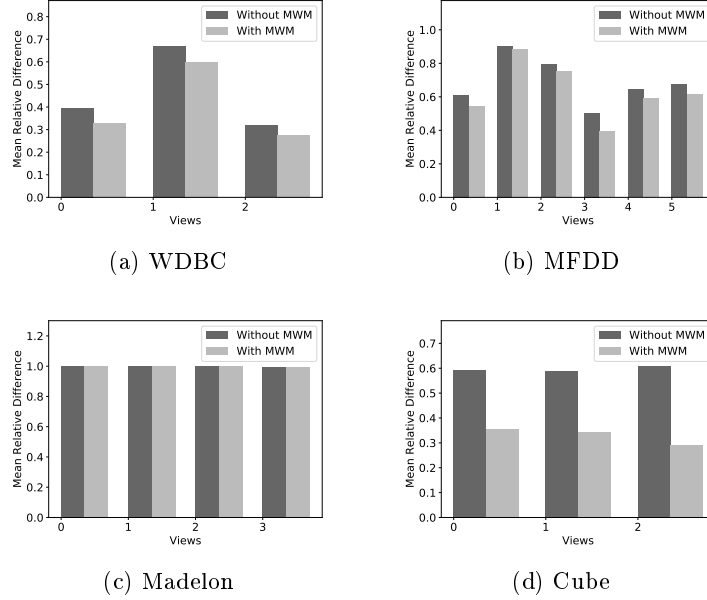 0.8
0.7
0.6
0.5
0.4
0.3
0.2
0.1
0.0
Mean Relative Difference
Without MWM
With MWM
0 1 2
Views
(a) WDBC
1.0
0.8
0.6
0.4
0.2
0.0
Mean Relative Difference
Without MWM
With MWM
0 1 2 3 4 5
Views
(b) MFDD
1.2
1.0
0.8
0.6
0.4
0.2
0.0
Mean Relative Difference
Without MWM
With MWM
0 1 2 3
Views
(c) Madelon
0.7
0.6
0.5
0.4
0.3
0.2
0.1
0.0
Mean Relative Difference
Without MWM
With MWM
0 1 2
Views
(d) Cube